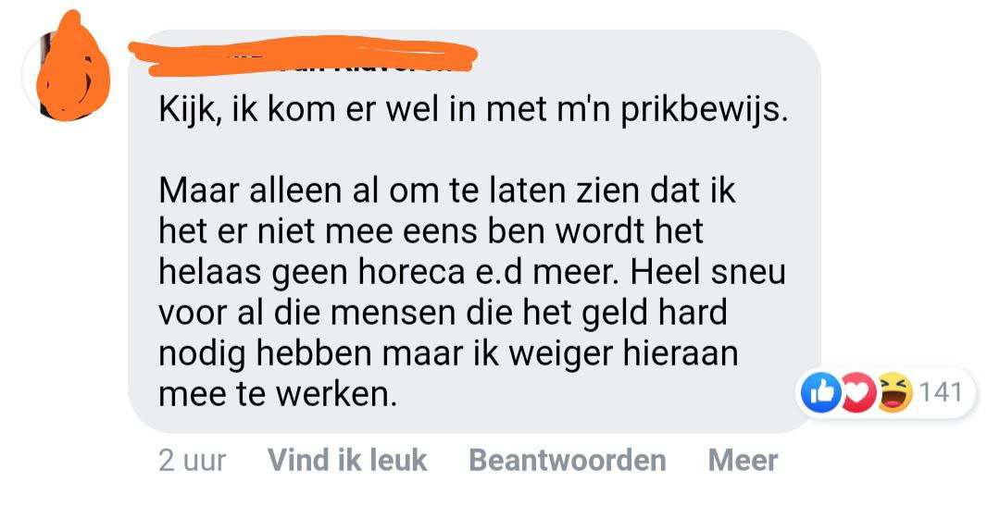 Kijk, ik kom er wel in met m'n prikbewijs.
Maar alleen al om te laten zien dat ik
het er niet mee eens ben wordt het
helaas geen horeca e.d meer. Heel sneu
voor al die mensen die het geld hard
nodig hebben maar ik weiger hieraan
mee te werken.
141
2 uur Vind ik leuk Beantwoorden Meer